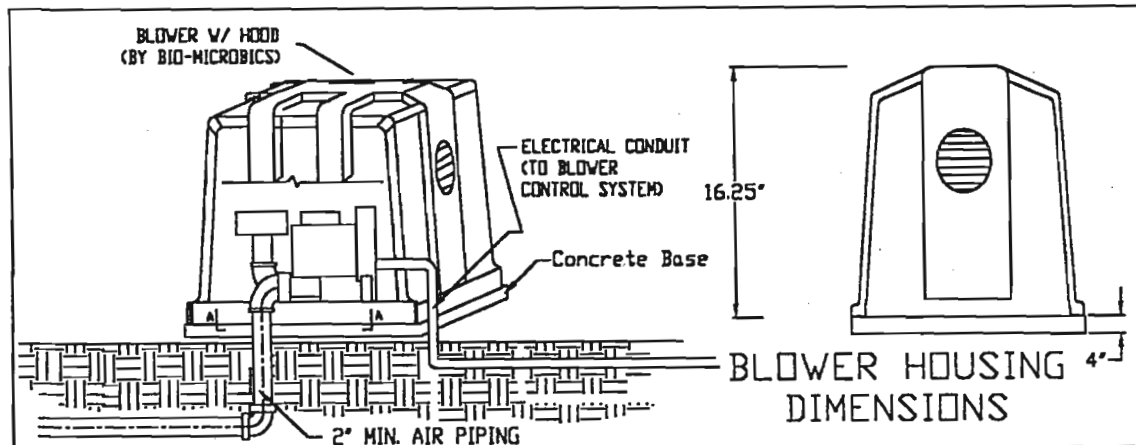 BLOWER W/ HOOD
(BY BIO-MICROBICS)
ELECTRICAL CONDUIT
(TO BLOWER
CONTROL SYSTEM)
16.25"
Concrete Base
A
A
4"
BLOWER HOUSING
DIMENSIONS
2" MIN. AIR PIPING